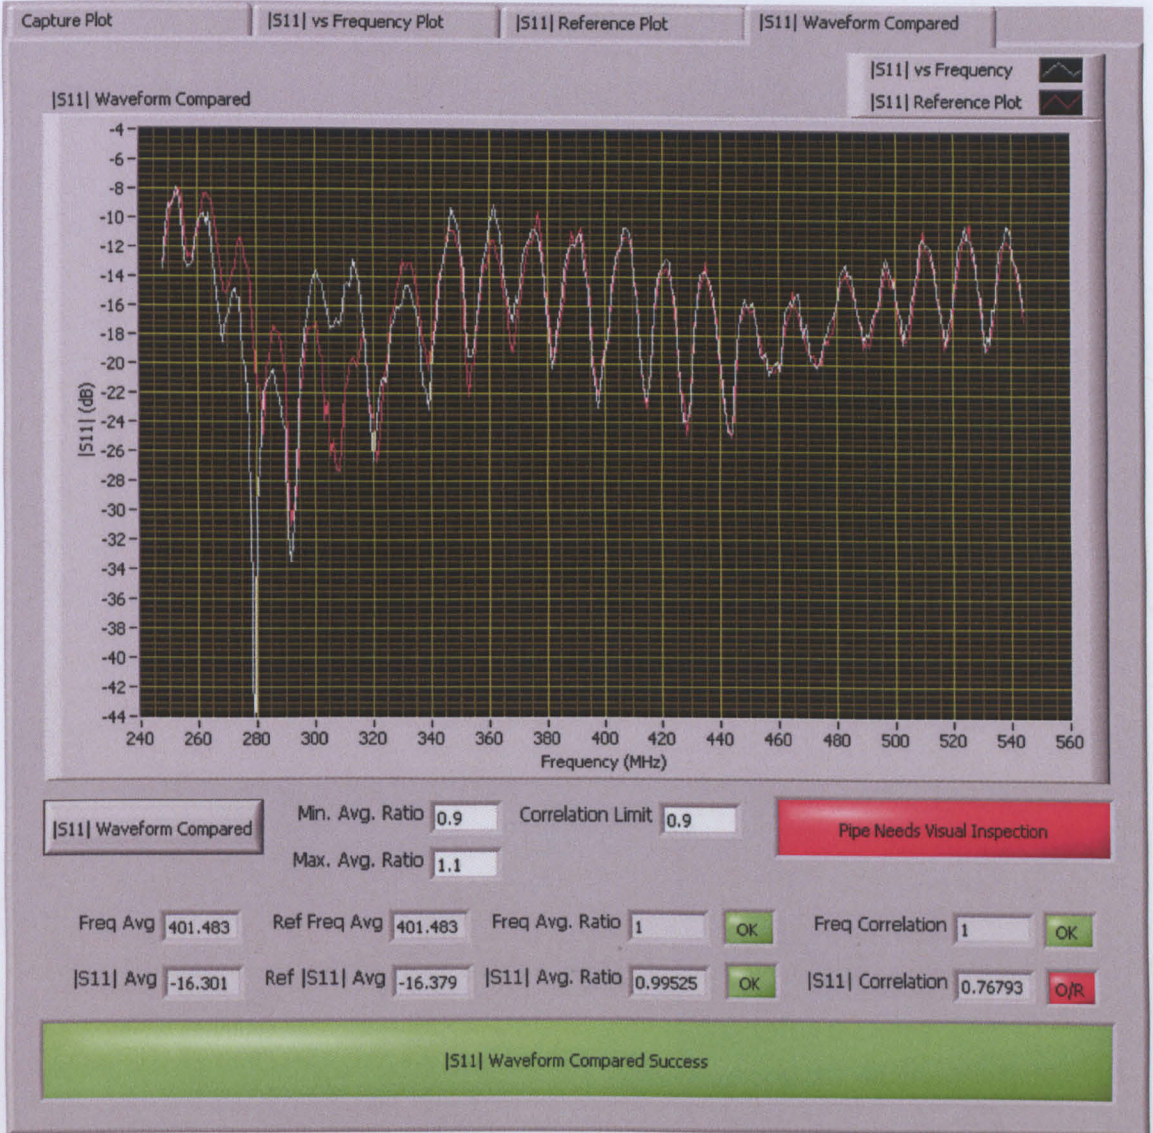 Capture Plot
|S11| vs Frequency Plot
|S11| Reference Plot
|S11| Waveform Compared
|S11| vs Frequency
|S11| Reference Plot
|S11| Waveform Compared
-4
-6
-8
-10
-12
-14
-16
-18
-20
-22
-24
-26
-28
-30
-32
-34
-36
-38
-40
-42
-44
|S11| (dB)
240 260 280 300 320 340 360 380 400 420 440 460 480 500 520 540 560
Frequency (MHz)
|S11| Waveform Compared
Min. Avg. Ratio 0.9
Correlation Limit 0.9
Pipe Needs Visual Inspection
Max. Avg. Ratio 1.1
Freq Avg 401.483
Ref Freq Avg 401.483
Freq Avg. Ratio 1
OK
Freq Correlation 1
OK
|S11| Avg -16.301
Ref |S11| Avg -16.379
|S11| Avg. Ratio 0.99525
OK
|S11| Correlation 0.76793
O/R
|S11| Waveform Compared Success